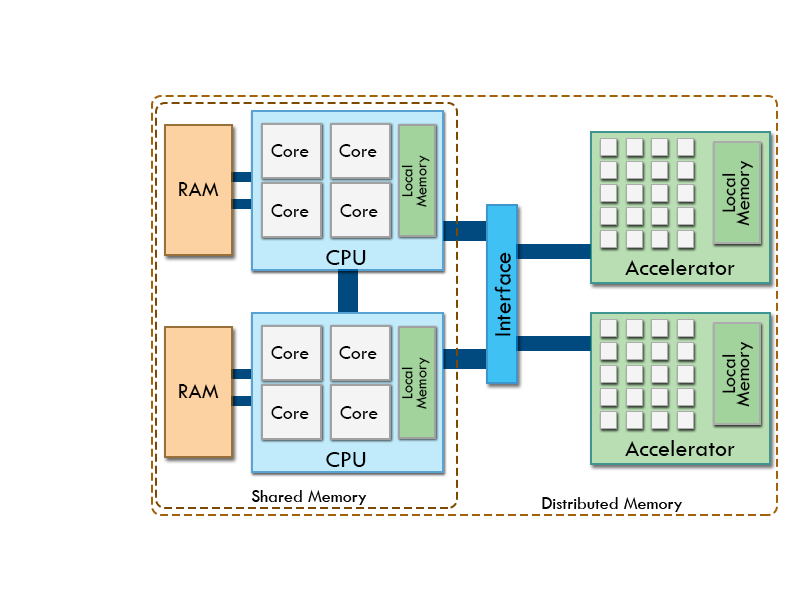 RAM
Core
Core
Core
Core
Local
Memory
CPU
RAM
Core
Core
Core
Core
Local
Memory
CPU
Shared Memory
Interface
Local
Memory
Accelerator
Local
Memory
Accelerator
Distributed Memory